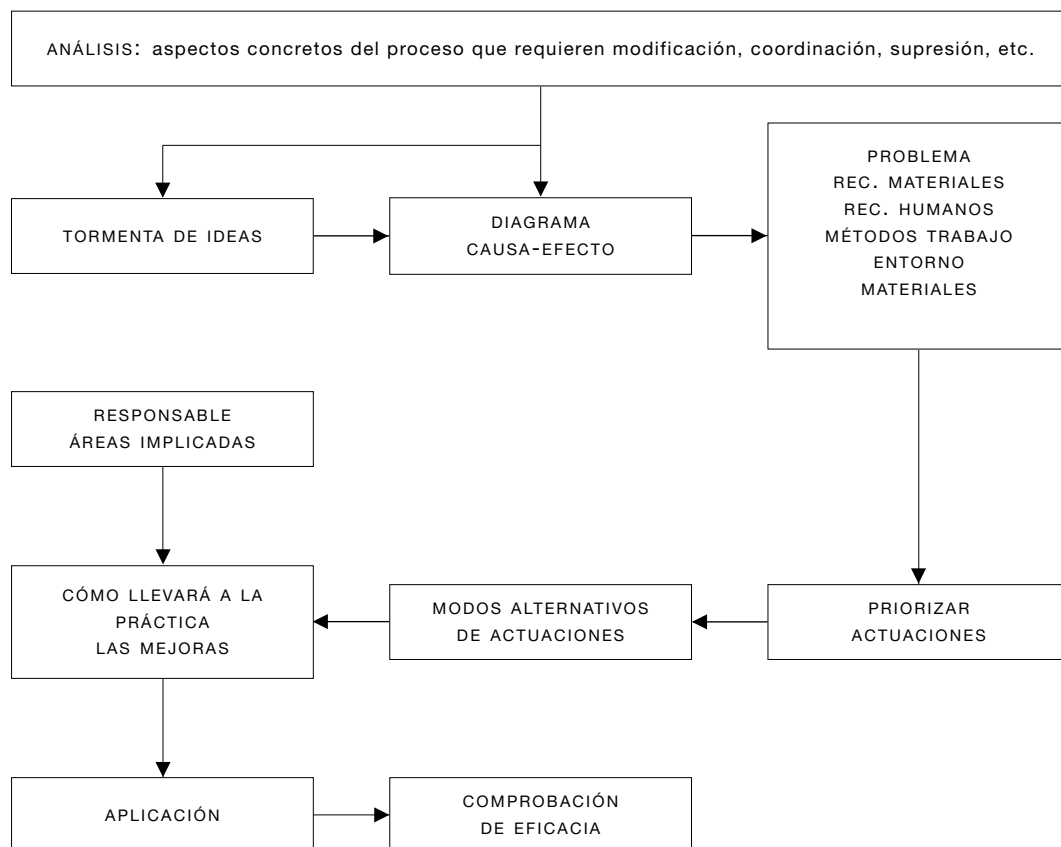 ANÁLISIS: aspectos concretos del proceso que requieren modificación, coordinación, supresión, etc.
TORMENTA DE IDEAS
DIAGRAMA
CAUSA-EFECTO
PROBLEMA
REC. MATERIALES
REC. HUMANOS
MÉTODOS TRABAJO
ENTORNO
MATERIALES
RESPONSABLE
ÁREAS IMPLICADAS
CÓMO LLEVARÁ A LA
PRÁCTICA
LAS MEJORAS
MODOS ALTERNATIVOS
DE ACTUACIONES
PRIORIZAR
ACTUACIONES
APLICACIÓN
COMPROBACIÓN
DE EFICACIA